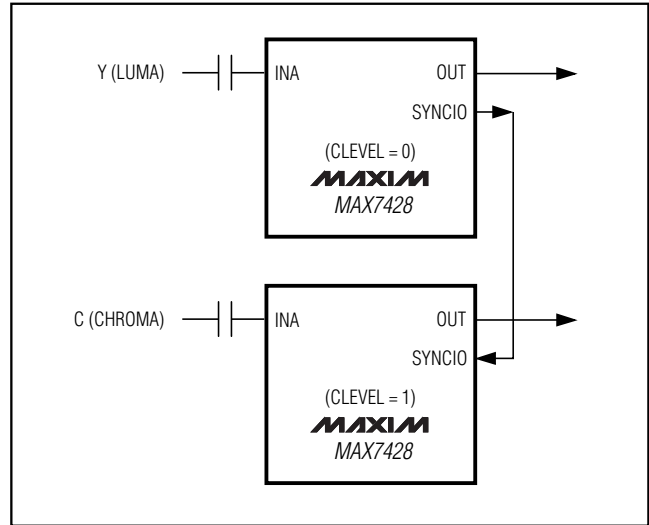 Y (LUMA)
INA
OUT
SYNCIO
(CLEVEL = 0)
MAXIM
MAX7428
C (CHROMA)
INA
OUT
SYNCIO
(CLEVEL = 1)
MAXIM
MAX7428